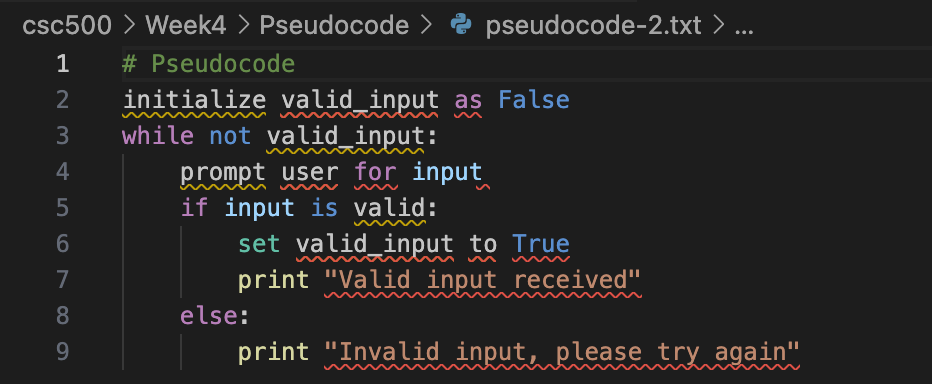 csc500 > Week4 > Pseudocode > pseudocode-2.txt > ...
1 # Pseudocode
2 initialize valid_input as False
3 while not valid_input:
4     prompt user for input
5     if input is valid:
6         set valid_input to True
7         print "Valid input received"
8     else:
9         print "Invalid input, please try again"